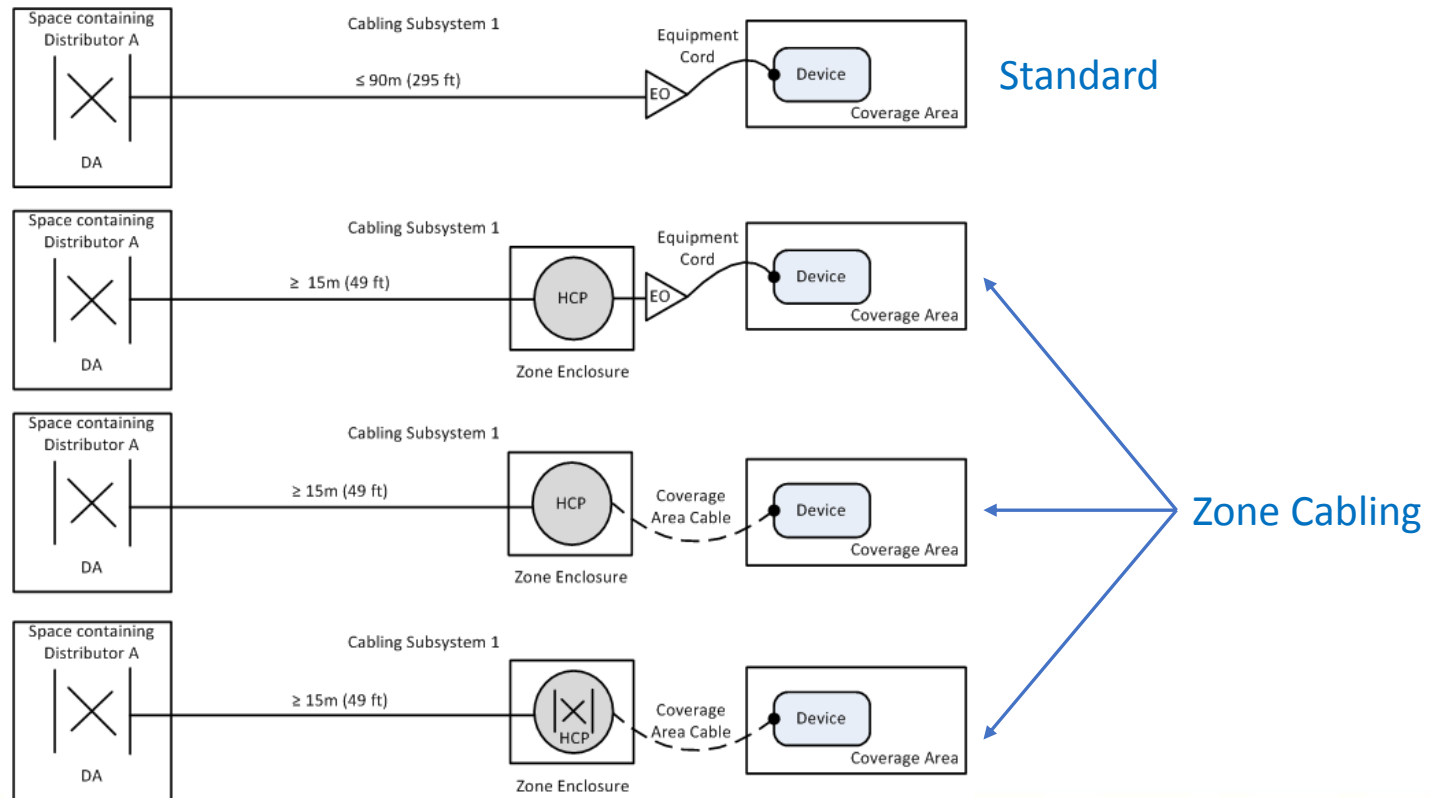 Space containing
Distributor A
DA
Cabling Subsystem 1
≤ 90m (295 ft)
EO
Equipment
Cord
Device
Coverage Area
Standard
Space containing
Distributor A
DA
Cabling Subsystem 1
≥ 15m (49 ft)
HCP
Zone Enclosure
EO
Equipment
Cord
Device
Coverage Area
Space containing
Distributor A
DA
Cabling Subsystem 1
≥ 15m (49 ft)
HCP
Zone Enclosure
Coverage
Area Cable
Device
Coverage Area
Zone Cabling
Space containing
Distributor A
DA
Cabling Subsystem 1
≥ 15m (49 ft)
HCP
Zone Enclosure
Coverage
Area Cable
Device
Coverage Area